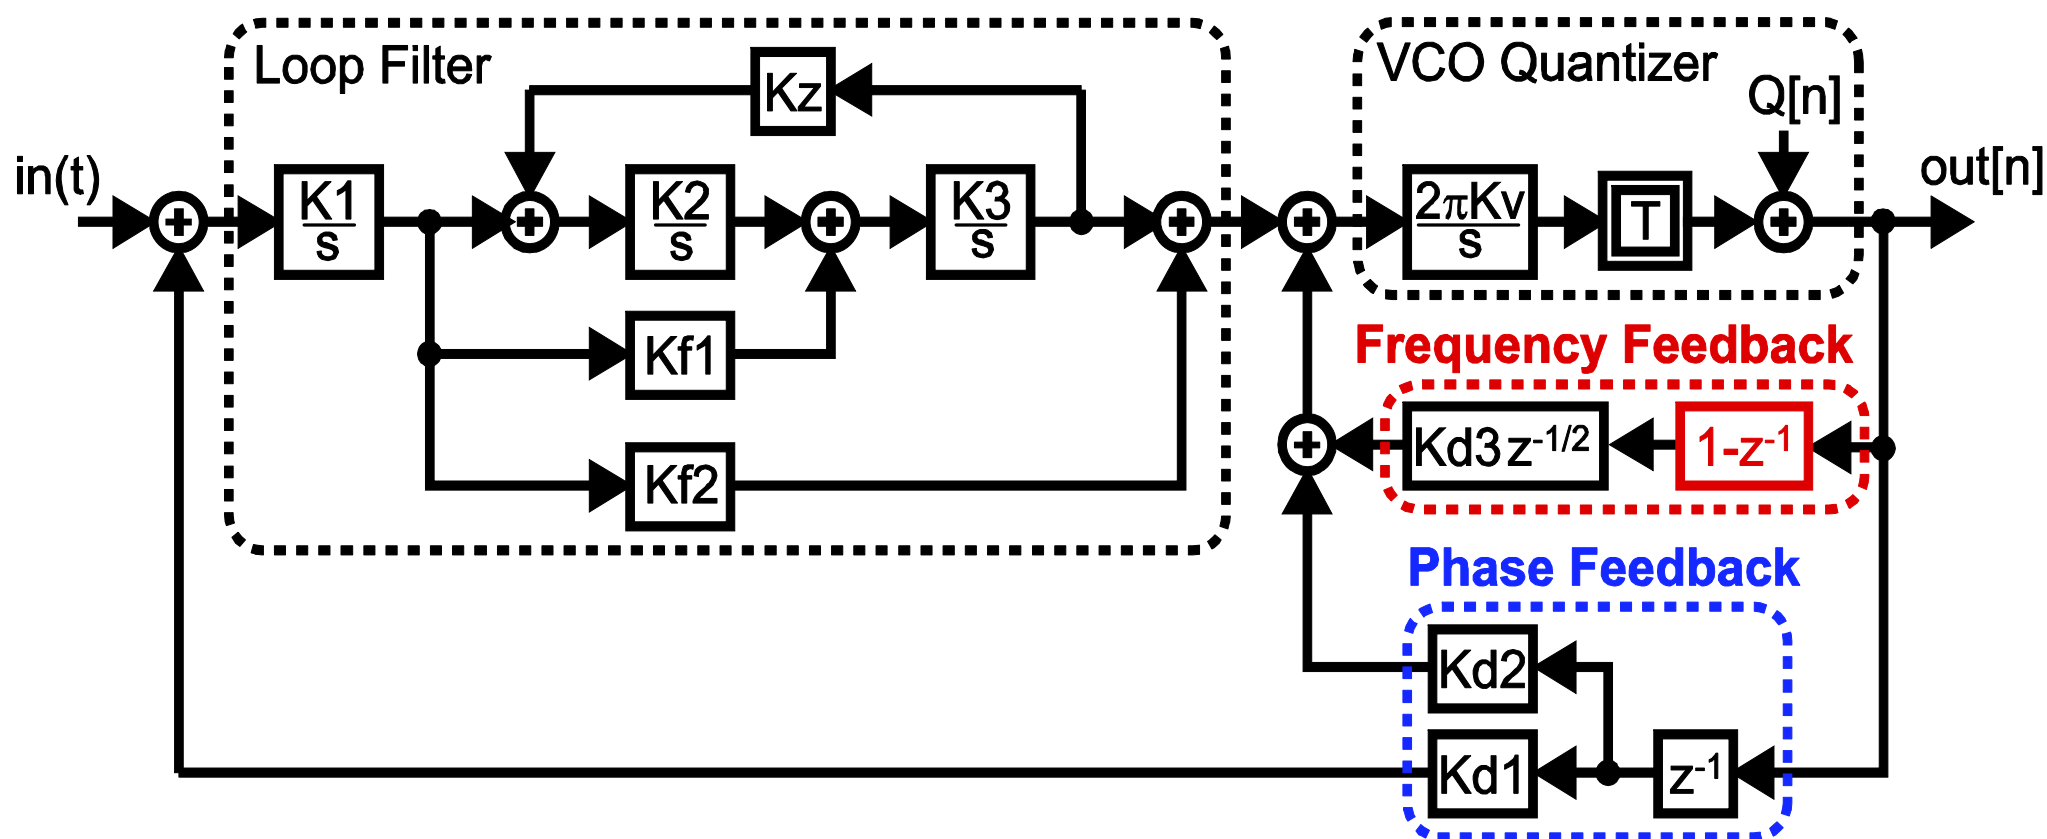 Loop Filter
VCO Quantizer
Kz
Q[n]
in(t)
K1
s
K2
s
K3
s
2πKv
s
T
out[n]
Kf1
Kf2
Frequency Feedback
Kd3 z-1/2
1-z-1
Phase Feedback
Kd2
Kd1
z-1